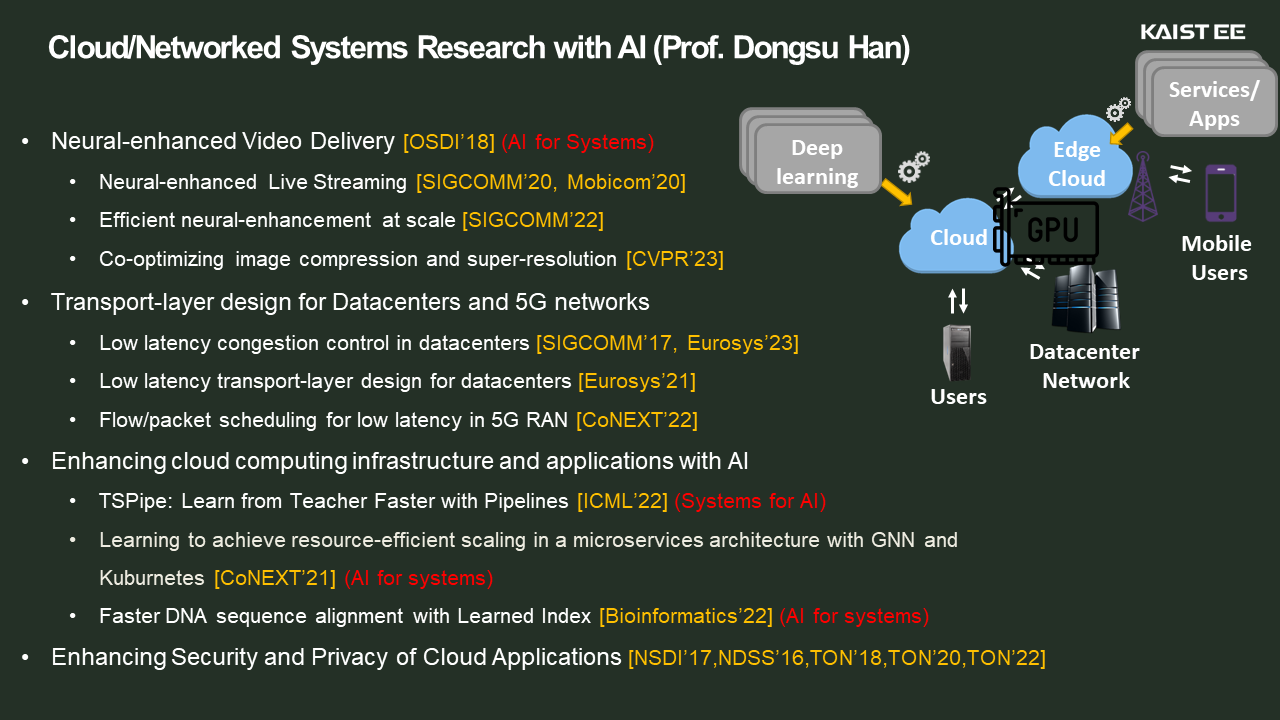 Cloud/Networked Systems Research with AI (Prof. Dongsu Han)
KAIST EE
• Neural-enhanced Video Delivery [OSDI’18] (AI for Systems)
• Neural-enhanced Live Streaming [SIGCOMM’20, Mobicom’20]
• Efficient neural-enhancement at scale [SIGCOMM’22]
• Co-optimizing image compression and super-resolution [CVPR’23]
• Transport-layer design for Datacenters and 5G networks
• Low latency congestion control in datacenters [SIGCOMM’17, Eurosys’23]
• Low latency transport-layer design for datacenters [Eurosys’21]
• Flow/packet scheduling for low latency in 5G RAN [CoNEXT’22]
• Enhancing cloud computing infrastructure and applications with AI
• TSPipe: Learn from Teacher Faster with Pipelines [ICML’22] (Systems for AI)
• Learning to achieve resource-efficient scaling in a microservices architecture with GNN and
Kuburnetes [CoNEXT’21] (AI for systems)
• Faster DNA sequence alignment with Learned Index [Bioinformatics’22] (AI for systems)
• Enhancing Security and Privacy of Cloud Applications [NSDI’17,NDSS’16,TON’18,TON’20,TON’22]
Services/
Apps
Deep
learning
Edge
Cloud
Cloud
GPU
Mobile
Users
Datacenter
Network
Users